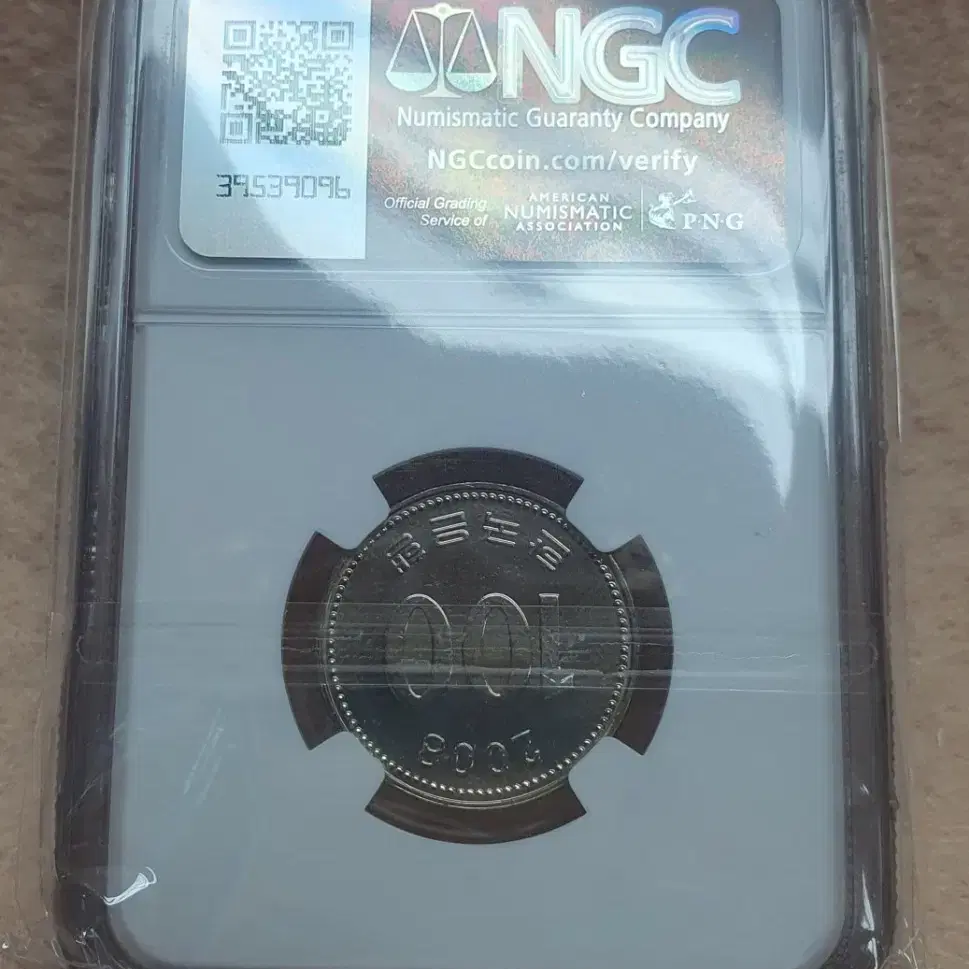 NGC
Numismatic Guaranty Company
NGCcoin.com/verify
39539096
Official Grading
Service of
AMERICAN
NUMISMATIC
ASSOCIATION
PNG
한국은행
100
2008